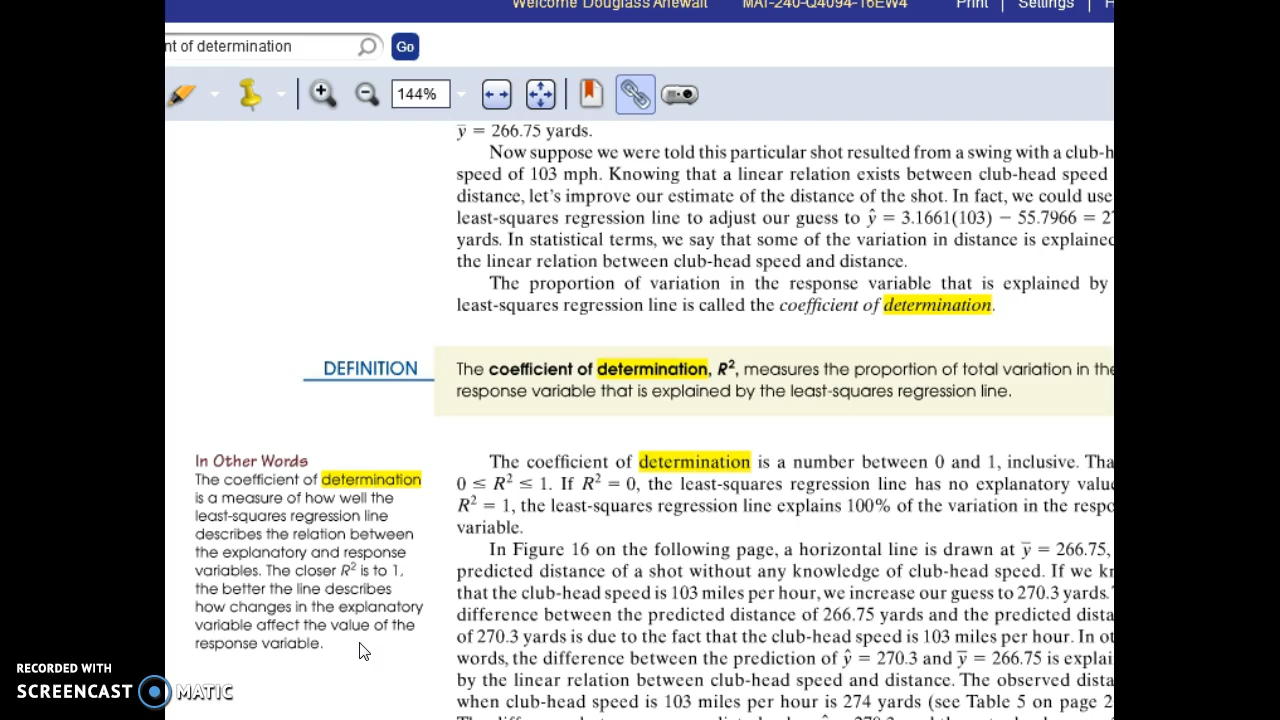 Welcome Douglass Anewalt MAT-240-Q4094-16EW4 Print | Settings |
nt of determination Go
144%
y̅ = 266.75 yards.
Now suppose we were told this particular shot resulted from a swing with a club-h
speed of 103 mph. Knowing that a linear relation exists between club-head speed
distance, let's improve our estimate of the distance of the shot. In fact, we could use
least-squares regression line to adjust our guess to ŷ = 3.1661(103) − 55.7966 = 2
yards. In statistical terms, we say that some of the variation in distance is explained
the linear relation between club-head speed and distance.
The proportion of variation in the response variable that is explained by
least-squares regression line is called the coefficient of determination.
DEFINITION
The coefficient of determination, R², measures the proportion of total variation in the
response variable that is explained by the least-squares regression line.
In Other Words
The coefficient of determination
is a measure of how well the
least-squares regression line
describes the relation between
the explanatory and response
variables. The closer R² is to 1,
the better the line describes
how changes in the explanatory
variable affect the value of the
response variable.
The coefficient of determination is a number between 0 and 1, inclusive. Tha
0 ≤ R² ≤ 1. If R² = 0, the least-squares regression line has no explanatory value
R² = 1, the least-squares regression line explains 100% of the variation in the respo
variable.
In Figure 16 on the following page, a horizontal line is drawn at y̅ = 266.75,
predicted distance of a shot without any knowledge of club-head speed. If we kn
that the club-head speed is 103 miles per hour, we increase our guess to 270.3 yards.
difference between the predicted distance of 266.75 yards and the predicted dista
of 270.3 yards is due to the fact that the club-head speed is 103 miles per hour. In ot
words, the difference between the prediction of ŷ = 270.3 and y̅ = 266.75 is explai
by the linear relation between club-head speed and distance. The observed dista
when club-head speed is 103 miles per hour is 274 yards (see Table 5 on page 2
RECORDED WITH
SCREENCAST MATIC